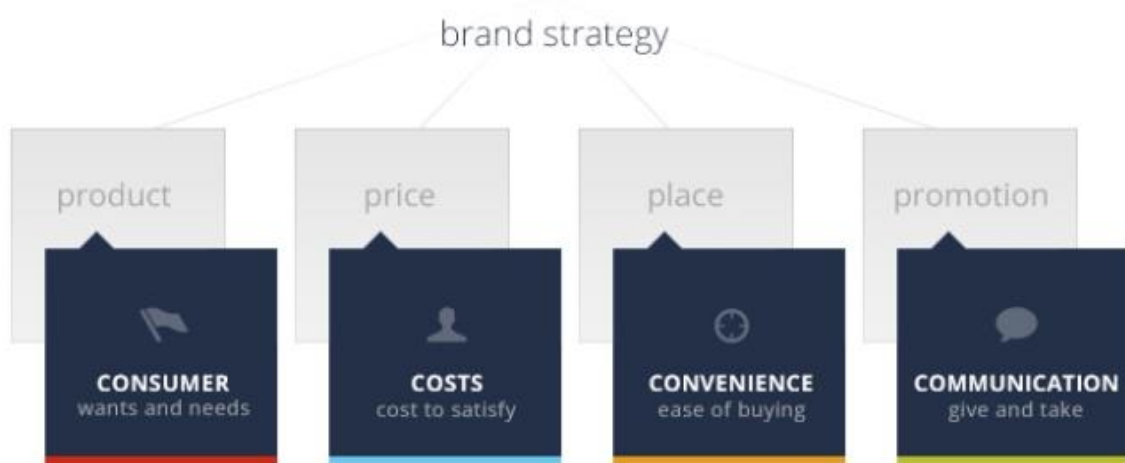 brand strategy
product
price
place
promotion
CONSUMER
wants and needs
COSTS
cost to satisfy
CONVENIENCE
ease of buying
COMMUNICATION
give and take